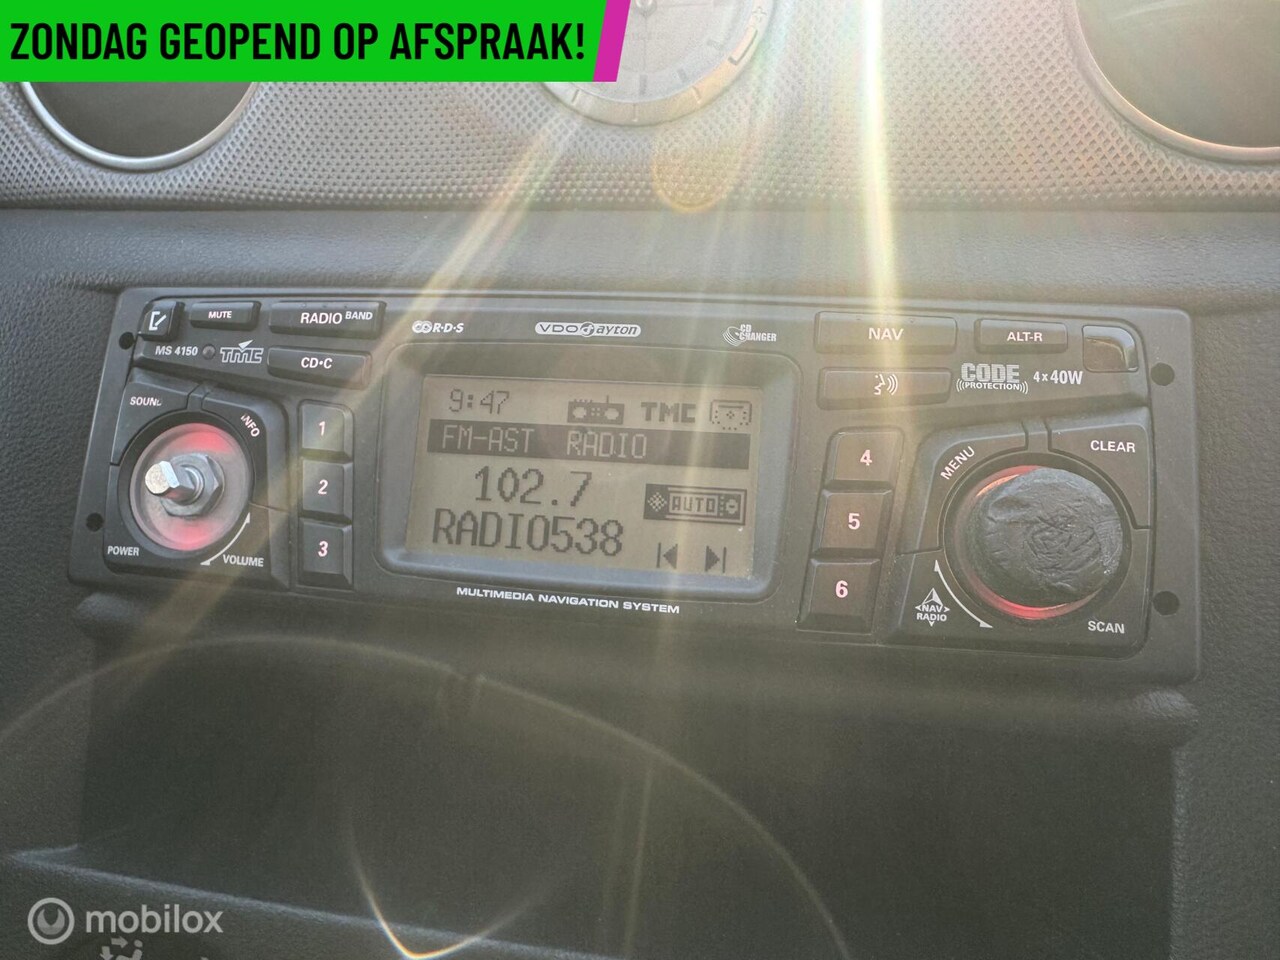 ZONDAG GEOPEND OP AFSPRAAK!
MUTE
RADIO BAND
CD R·D·S
VDO dayton
CD CHANGER
NAV
ALT-R
MS 4150
TMC
CD•C
CODE
((PROTECTION))
4x40W
SOUND
INFO
POWER
VOLUME
1
2
3
9:47
TMC
FM-AST RADIO
102.7
AUTO
RADIO538
MULTIMEDIA NAVIGATION SYSTEM
4
5
6
MENU
CLEAR
NAV
RADIO
SCAN
mobilox